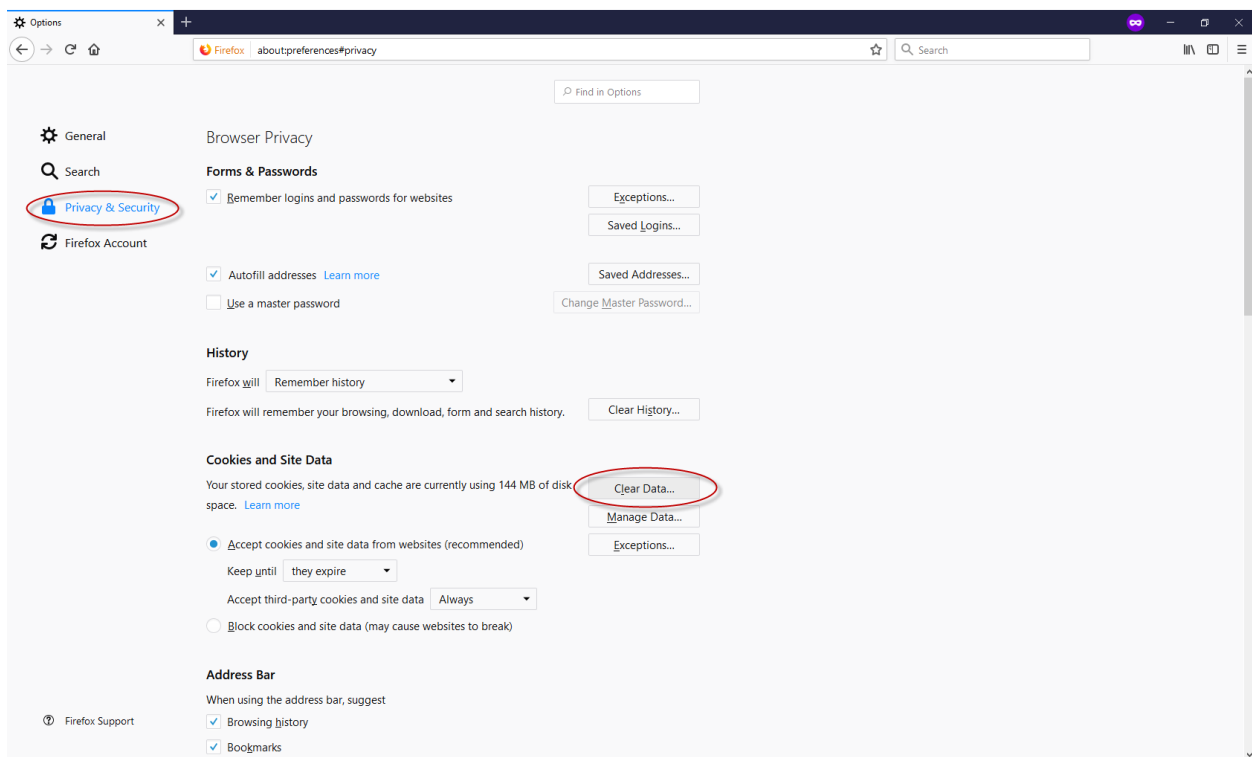 Options
Firefox about:preferences#privacy
Search
Find in Options
General
Search
Privacy & Security
Firefox Account
Browser Privacy
Forms & Passwords
Remember logins and passwords for websites
Exceptions...
Saved Logins...
Autofill addresses Learn more
Saved Addresses...
Use a master password
Change Master Password...
History
Firefox will Remember history
Firefox will remember your browsing, download, form and search history.
Clear History...
Cookies and Site Data
Your stored cookies, site data and cache are currently using 144 MB of disk
space. Learn more
Clear Data...
Manage Data...
Accept cookies and site data from websites (recommended)
Exceptions...
Keep until they expire
Accept third-party cookies and site data Always
Block cookies and site data (may cause websites to break)
Address Bar
When using the address bar, suggest
Browsing history
Bookmarks
Firefox Support